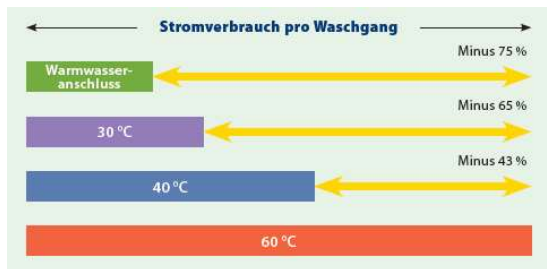 Stromverbrauch pro Waschgang
Minus 75 %
Warmwasser-
anschluss
Minus 65 %
30 °C
Minus 43 %
40 °C
60 °C